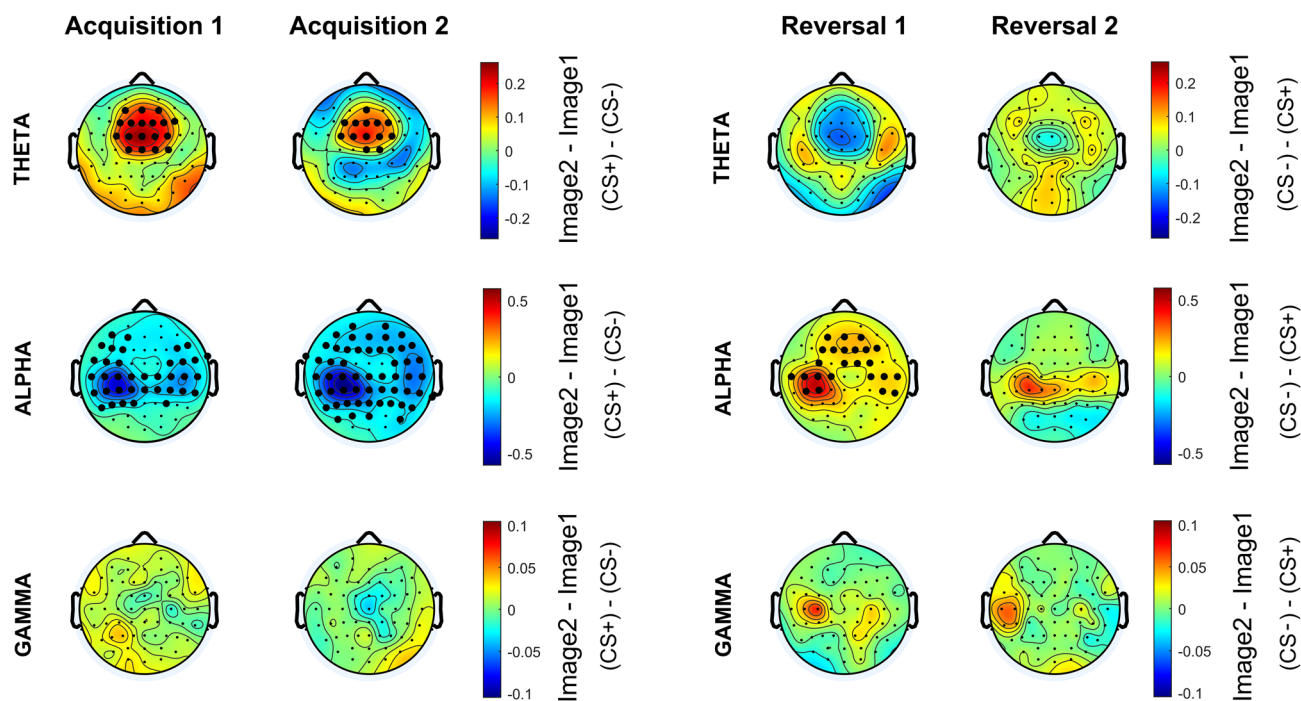 Acquisition 1 Acquisition 2 Reversal 1 Reversal 2
THETA
0.2
0.1
0
-0.1
-0.2
Image2 - Image1
(CS+) - (CS-)
THETA
0.2
0.1
0
-0.1
-0.2
Image2 - Image1
(CS-) - (CS+)
ALPHA
0.5
0
-0.5
Image2 - Image1
(CS+) - (CS-)
ALPHA
0.5
0
-0.5
Image2 - Image1
(CS-) - (CS+)
GAMMA
0.1
0.05
0
-0.05
-0.1
Image2 - Image1
(CS+) - (CS-)
GAMMA
0.1
0.05
0
-0.05
-0.1
Image2 - Image1
(CS-) - (CS+)